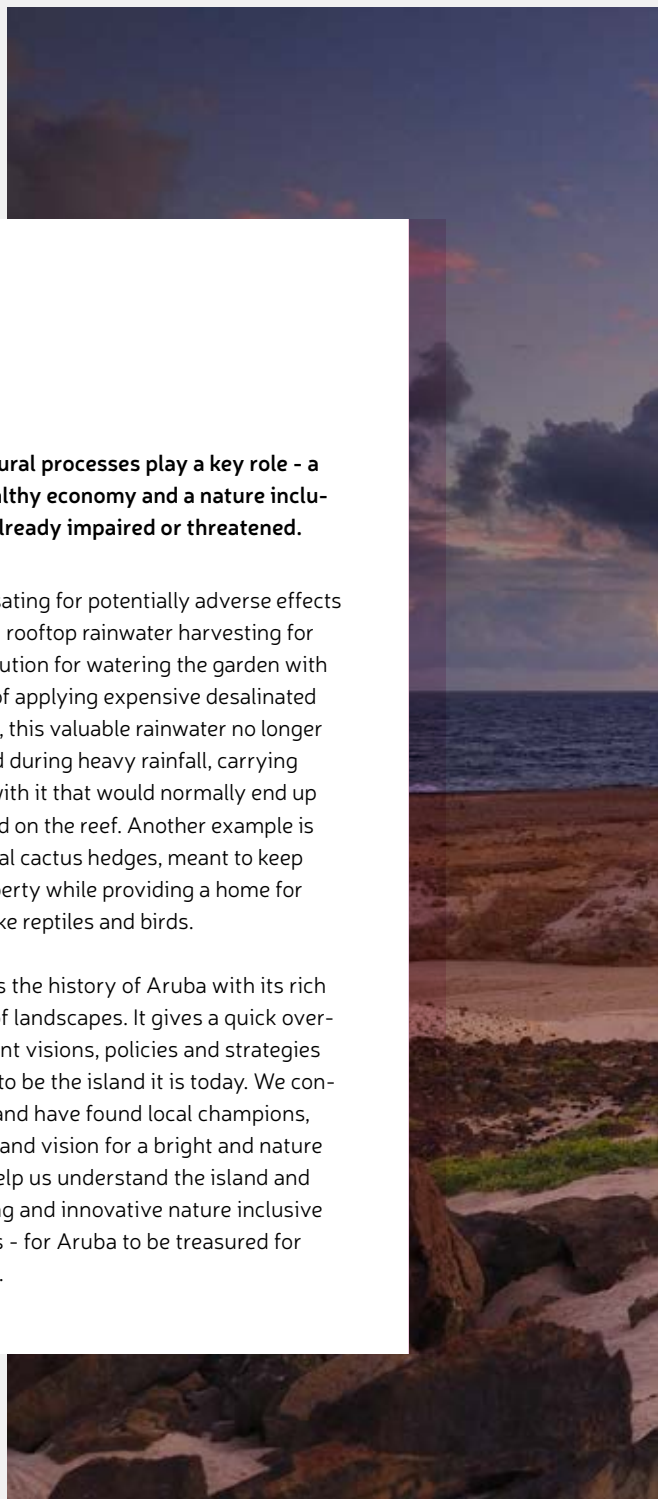 ural processes play a key role - a
lthy economy and a nature inclu-
lready impaired or threatened.
ating for potentially adverse effects
rooftop rainwater harvesting for
ution for watering the garden with
of applying expensive desalinated
, this valuable rainwater no longer
d during heavy rainfall, carrying
with it that would normally end up
d on the reef. Another example is
al cactus hedges, meant to keep
perty while providing a home for
ke reptiles and birds.
s the history of Aruba with its rich
of landscapes. It gives a quick over-
nt visions, policies and strategies
to be the island it is today. We con-
and have found local champions,
and vision for a bright and nature
elp us understand the island and
ng and innovative nature inclusive
s - for Aruba to be treasured for
.